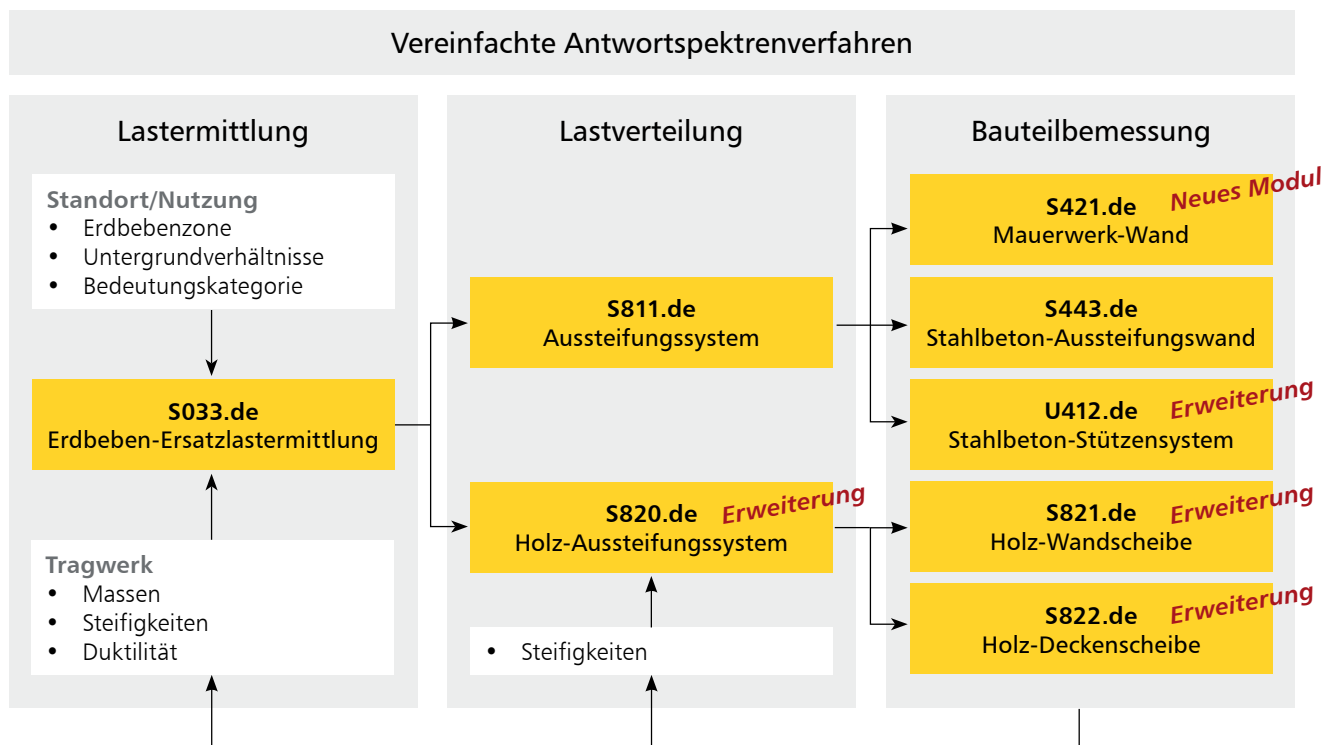 Vereinfachte Antwortspektrenverfahren
Lastermittlung
Standort/Nutzung
• Erdbebenzone
• Untergrundverhältnisse
• Bedeutungskategorie
S033.de
Erdbeben-Ersatzlastermittlung
Tragwerk
• Massen
• Steifigkeiten
• Duktilität
Lastverteilung
S811.de
Aussteifungssystem
S820.de
Erweiterung
Holz-Aussteifungssystem
• Steifigkeiten
Bauteilbemessung
S421.de
Neues Modul
Mauerwerk-Wand
S443.de
Stahlbeton-Aussteifungswand
U412.de
Erweiterung
Stahlbeton-Stützensystem
S821.de
Erweiterung
Holz-Wandscheibe
S822.de
Erweiterung
Holz-Deckenscheibe